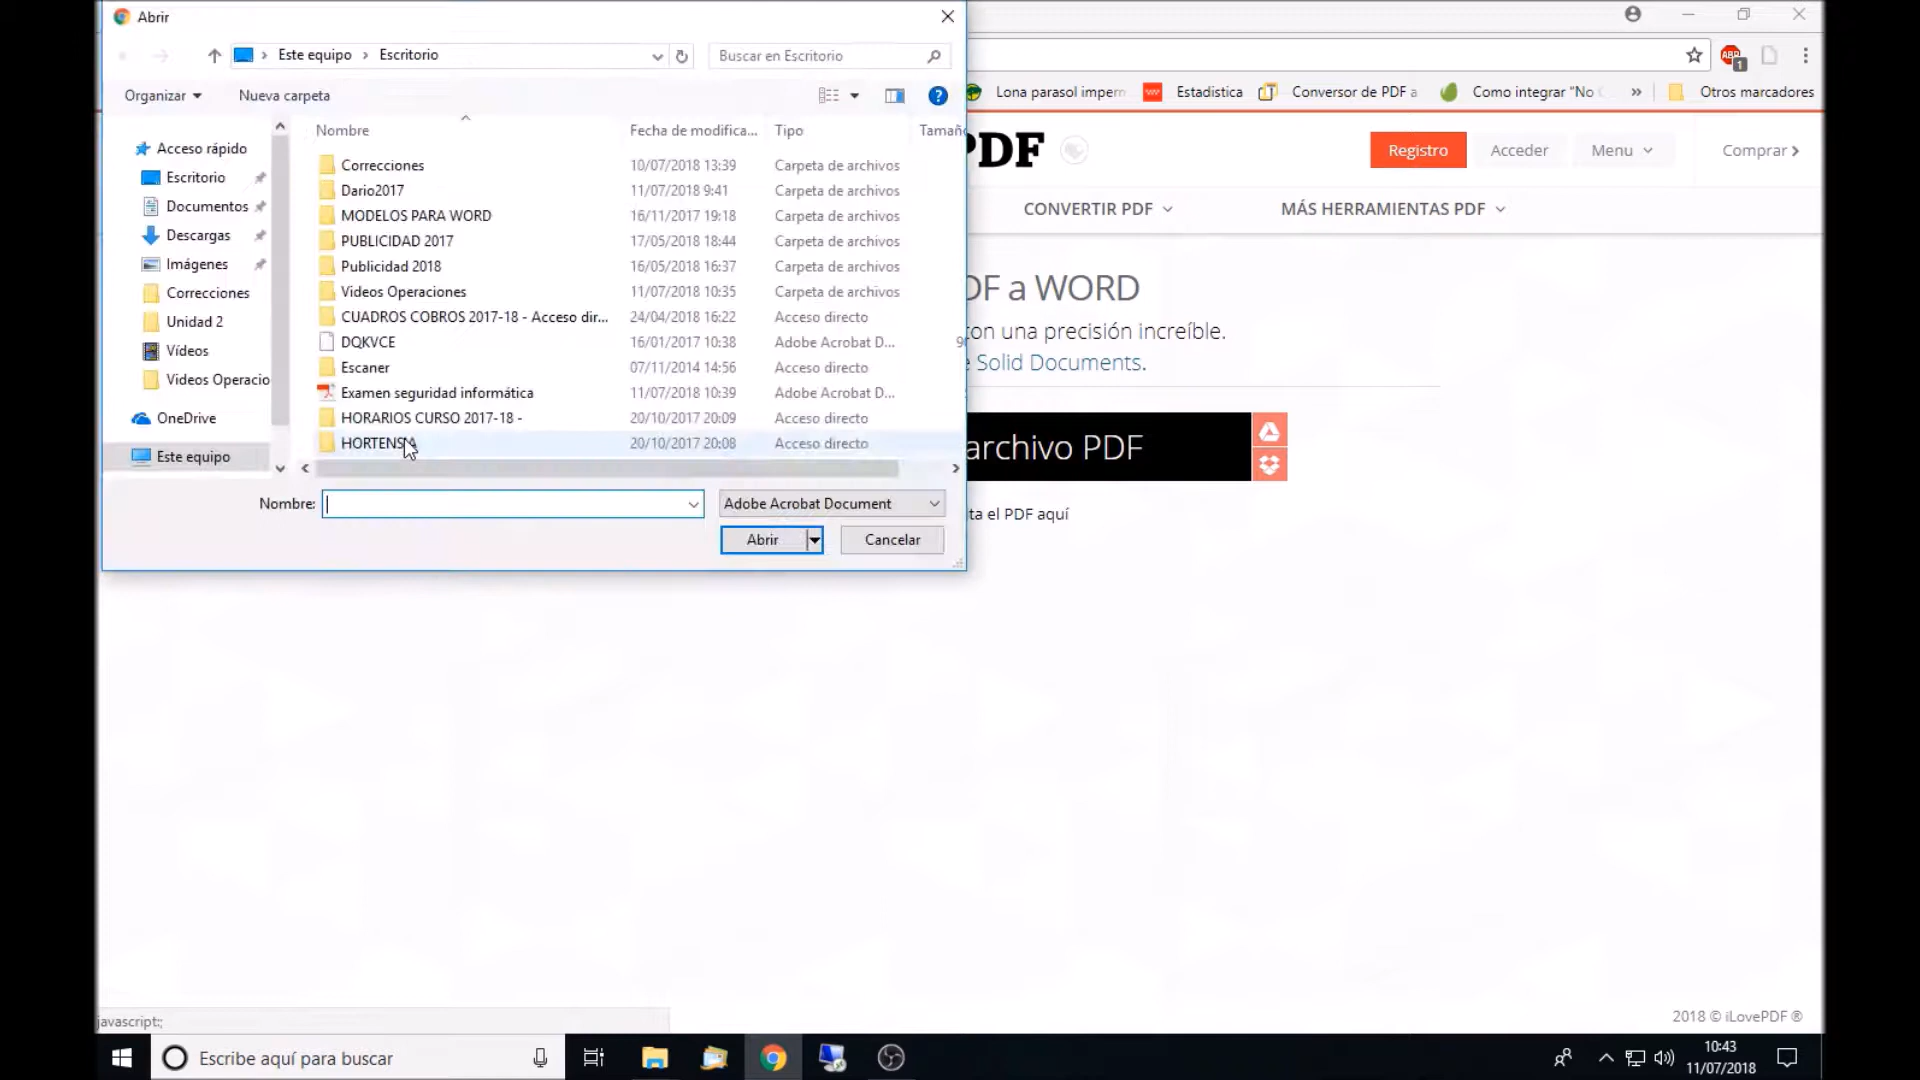 Abrir
Este equipo > Escritorio
Buscar en Escritorio
Organizar
Nueva carpeta
?
Nombre
Fecha de modifica...
Tipo
Acceso rápido
Escritorio
Documentos
Descargas
Imágenes
Correcciones
Unidad 2
Vídeos
Videos Operacio
OneDrive
Este equipo
Correcciones 10/07/2018 13:39 Carpeta de archivos
Dario2017 11/07/2018 9:41 Carpeta de archivos
MODELOS PARA WORD 16/11/2017 19:18 Carpeta de archivos
PUBLICIDAD 2017 17/05/2018 18:44 Carpeta de archivos
Publicidad 2018 16/05/2018 16:37 Carpeta de archivos
Videos Operaciones 11/07/2018 10:35 Carpeta de archivos
CUADROS COBROS 2017-18 - Acceso dir... 24/04/2018 16:22 Acceso directo
DQKVCE 16/01/2017 10:38 Adobe Acrobat D...
Escaner 07/11/2014 14:56 Acceso directo
Examen seguridad informática 11/07/2018 10:39 Adobe Acrobat D...
HORARIOS CURSO 2017-18 - 20/10/2017 20:09 Acceso directo
HORTENSIA 20/10/2017 20:08 Acceso directo
Nombre:
Adobe Acrobat Document
Abrir
Cancelar
ABP
1
Lona parasol imperm
Estadistica
Conversor de PDF a
Como integrar "No
»
Otros marcadores
PDF
Registro
Acceder
Menu
Comprar
CONVERTIR PDF
MÁS HERRAMIENTAS PDF
PDF a WORD
con una precisión increíble.
Solid Documents.
archivo PDF
ta el PDF aquí
javascript:;
2018 © iLovePDF ®
Escribe aquí para buscar
10:43
11/07/2018